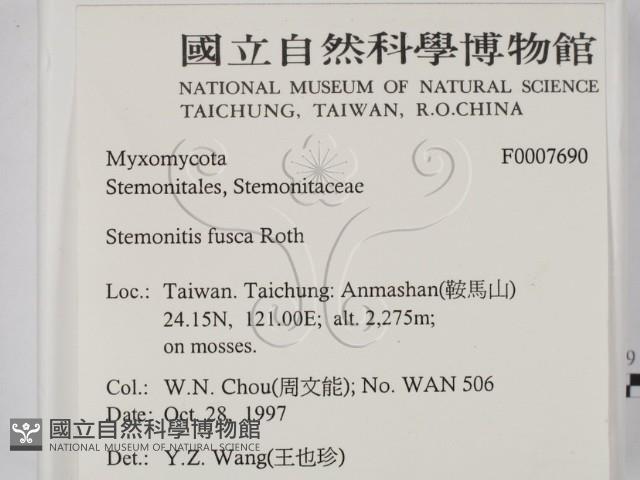 國立自然科學博物館
NATIONAL MUSEUM OF NATURAL SCIENCE
TAICHUNG, TAIWAN, R.O.CHINA
Myxomycota F0007690
Stemonitales, Stemonitaceae
Stemonitis fusca Roth
Loc.: Taiwan. Taichung: Anmashan(鞍馬山)
24.15N, 121.00E; alt. 2,275m;
on mosses.
9
Col.: W.N. Chou(周文能); No. WAN 506
Date: Oct. 28, 1997
國立自然科學博物館
NATIONAL MUSEUM OF NATURAL SCIENCE
Det.: Y.Z. Wang(王也珍)